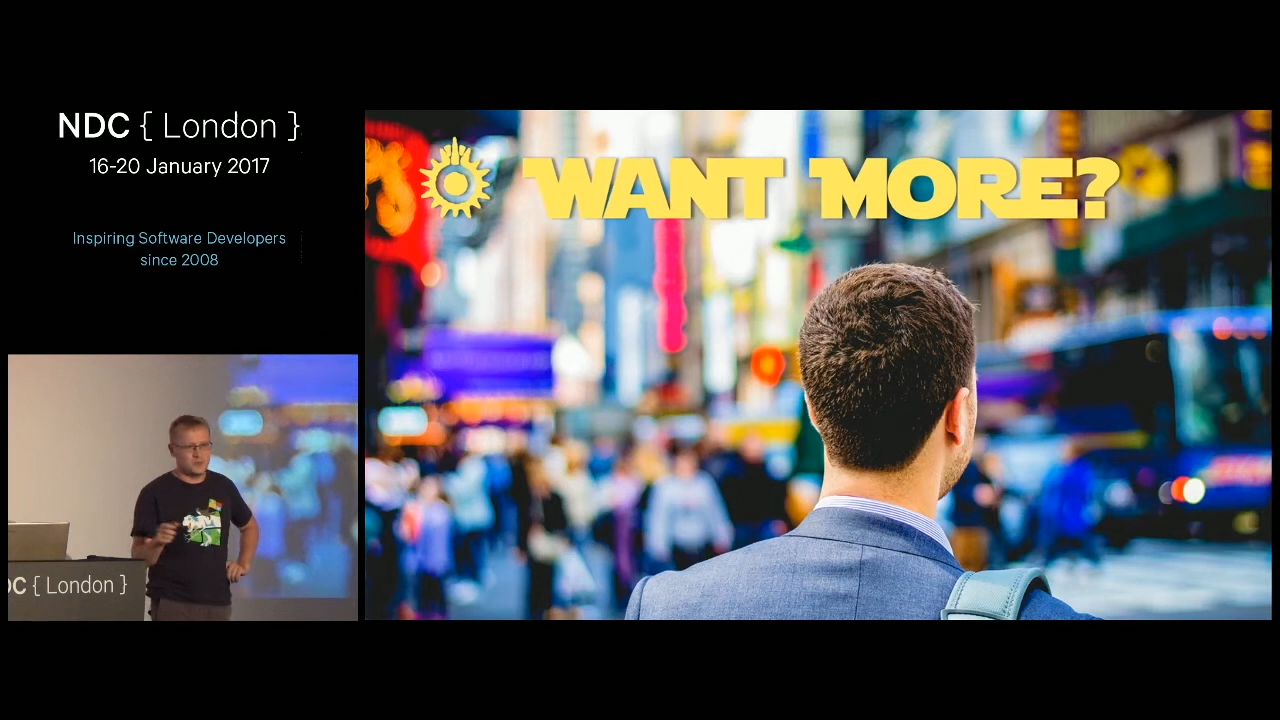 NDC { London }
16-20 January 2017
Inspiring Software Developers
since 2008
WANT MORE?
DC { London }